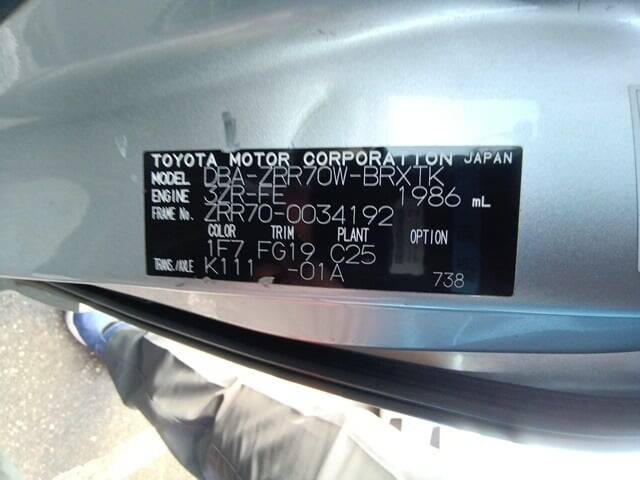 TOYOTA MOTOR CORPORATION JAPAN
MODEL DBA-ZRR70W-BRXTK
ENGINE 3ZR-FE 1986 mL
FRAME No. ZRR70-0034192
COLOR TRIM PLANT OPTION
1F7 FG19 C25
TRANS./AXLE K111 -01A
738